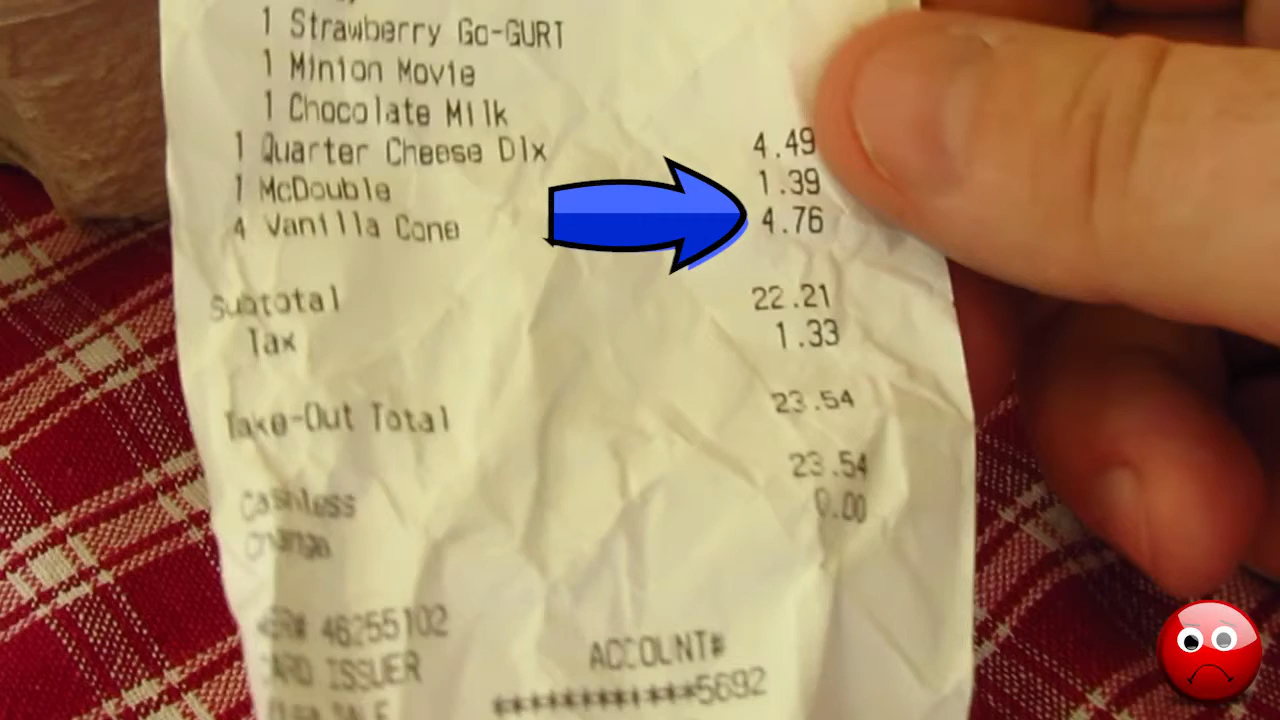 1 Strawberry Go-GURT
1 Minion Movie
1 Chocolate Milk
1 Quarter Cheese Dlx 4.49
1 McDouble 1.39
4 Vanilla Cone 4.76
Subtotal 22.21
Tax 1.33
Take-Out Total 23.54
Cashless 23.54
Change 0.00
MER# 46255102
CARD ISSUER ACCOUNT#
************5692